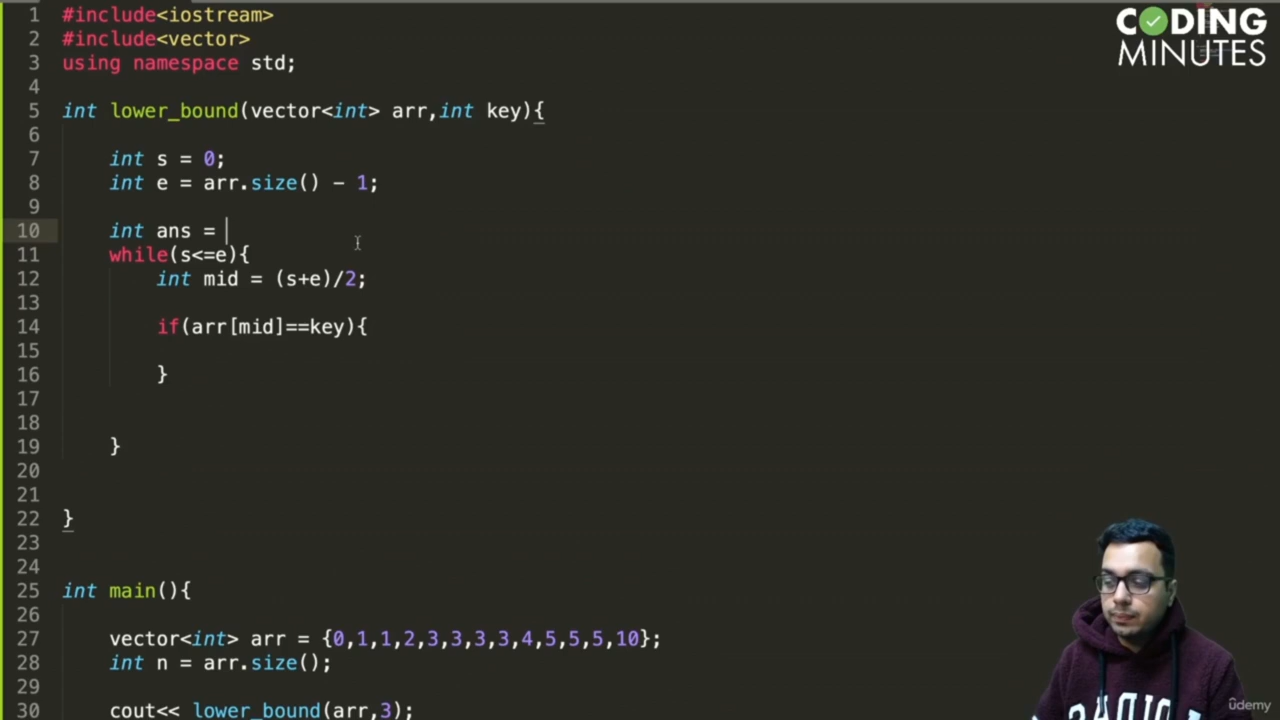 1 #include<iostream>
2 #include<vector>
3 using namespace std;
4
5 int lower_bound(vector<int> arr,int key){
6
7 int s = 0;
8 int e = arr.size() - 1;
9
10 int ans =
11 while(s<=e){
12 int mid = (s+e)/2;
13
14 if(arr[mid]==key){
15
16 }
17
18
19 }
20
21
22 }
23
24
25 int main(){
26
27 vector<int> arr = {0,1,1,2,3,3,3,3,4,5,5,5,10};
28 int n = arr.size();
29
30 cout<< lower_bound(arr,3);
CODING
MINUTES
ûdemy